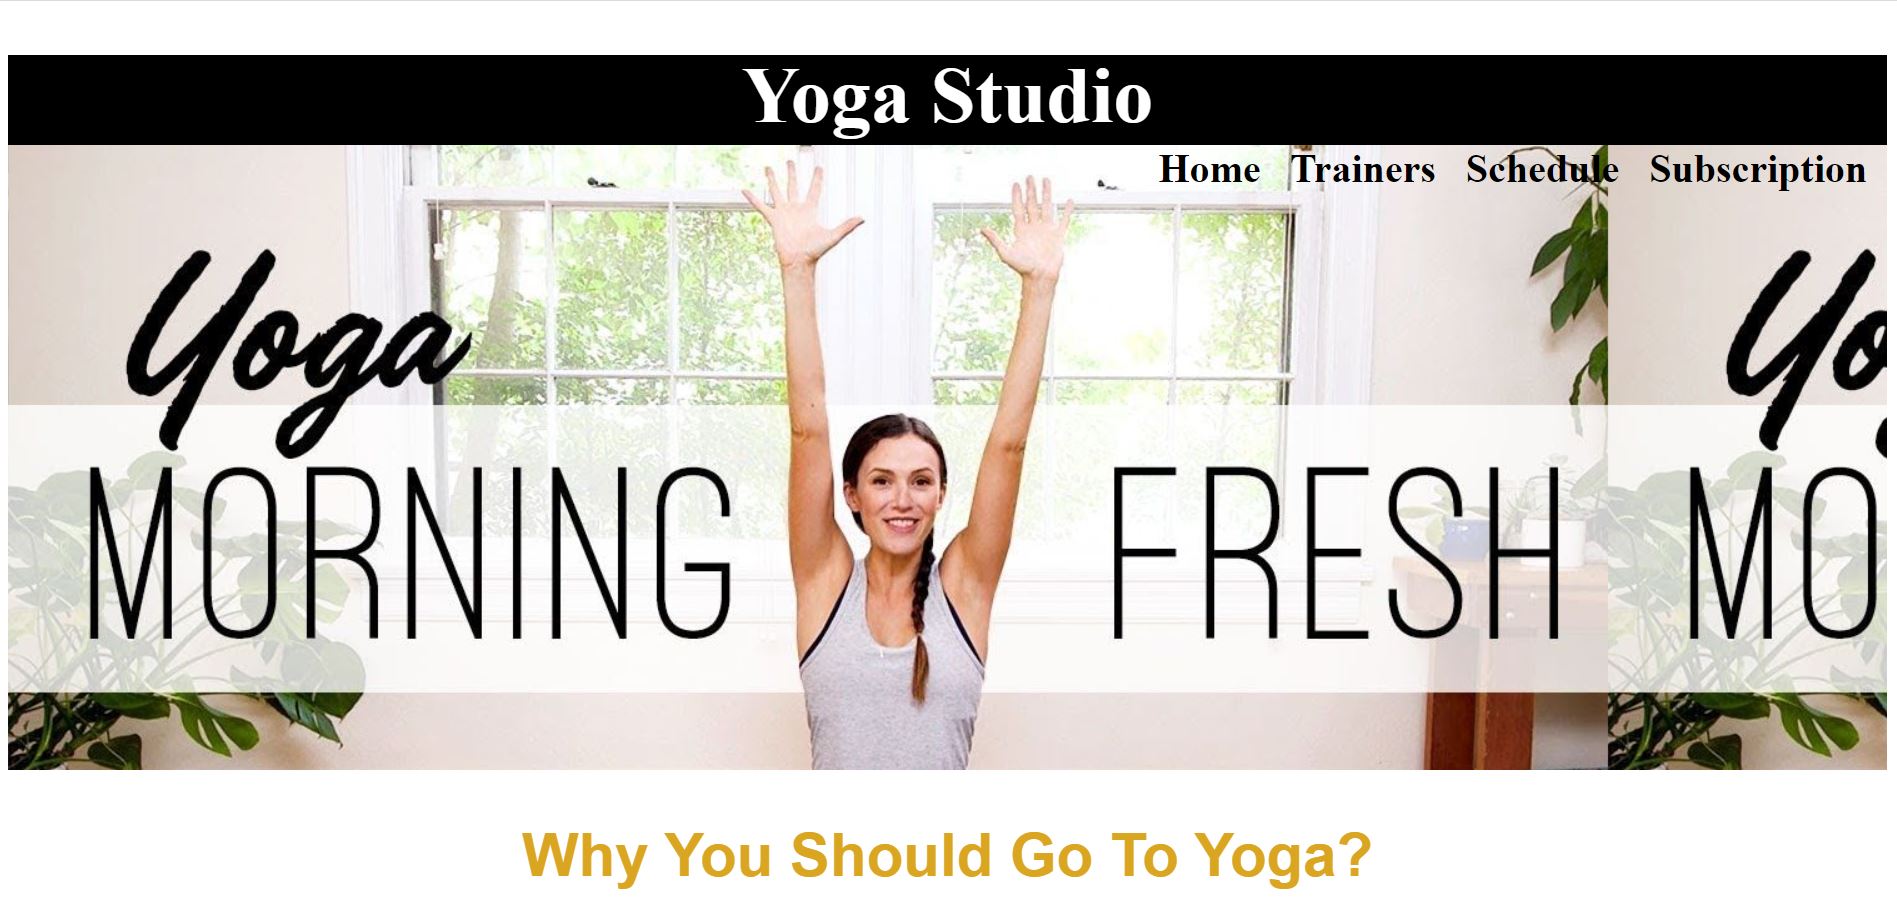 Yoga Studio
Home Trainers Schedule Subscription
Yoga Yo
MORNING FRESH MO
Why You Should Go To Yoga?